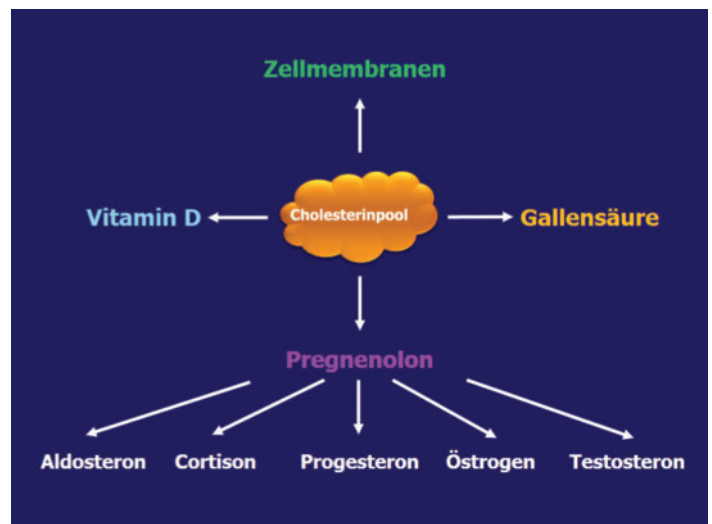 Zellmembranen
Vitamin D
Cholesterinpool
Gallensäure
Pregnenolon
Aldosteron
Cortison
Progesteron
Östrogen
Testosteron